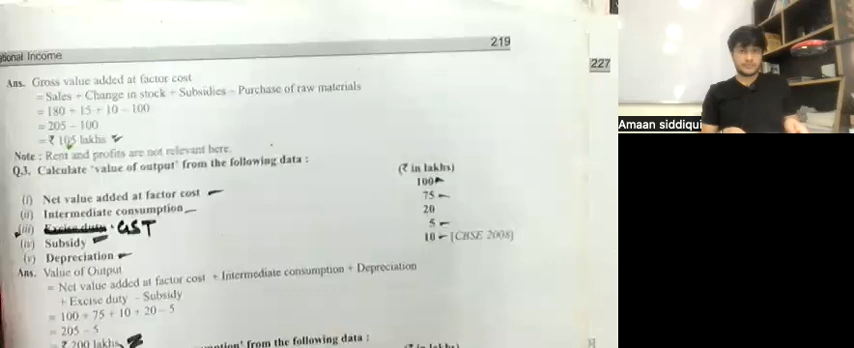 219
tional Income
227
Ans. Gross value added at factor cost
= Sales + Change in stock + Subsidies – Purchase of raw materials
= 180 + 15 + 10 – 100
= 205 – 100
= ₹ 105 lakhs
Note : Rent and profits are not relevant here.
Q.3. Calculate 'value of output' from the following data :
(₹ in lakhs)
(i) Net value added at factor cost 100
(ii) Intermediate consumption 75
(iii) Excise duty GST 20
(iv) Subsidy 5
(v) Depreciation 10 [CBSE 2008]
Ans. Value of Output
= Net value added at factor cost + Intermediate consumption + Depreciation
+ Excise duty – Subsidy
= 100 + 75 + 10 + 20 – 5
= 205 – 5
= ₹ 200 lakhs
from the following data :
Amaan siddiqui